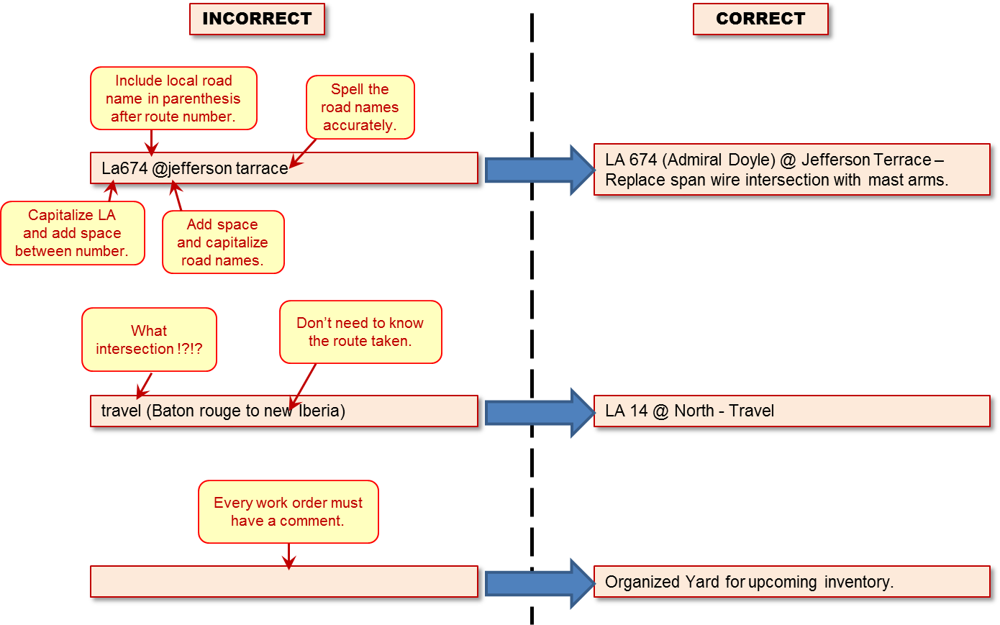 INCORRECT
CORRECT
Include local road
name in parenthesis
after route number.
Spell the
road names
accurately.
La674 @jefferson tarrace
LA 674 (Admiral Doyle) @ Jefferson Terrace –
Replace span wire intersection with mast arms.
Capitalize LA
and add space
between number.
Add space
and capitalize
road names.
What
intersection !?!?
Don’t need to know
the route taken.
travel (Baton rouge to new Iberia)
LA 14 @ North - Travel
Every work order must
have a comment.
Organized Yard for upcoming inventory.